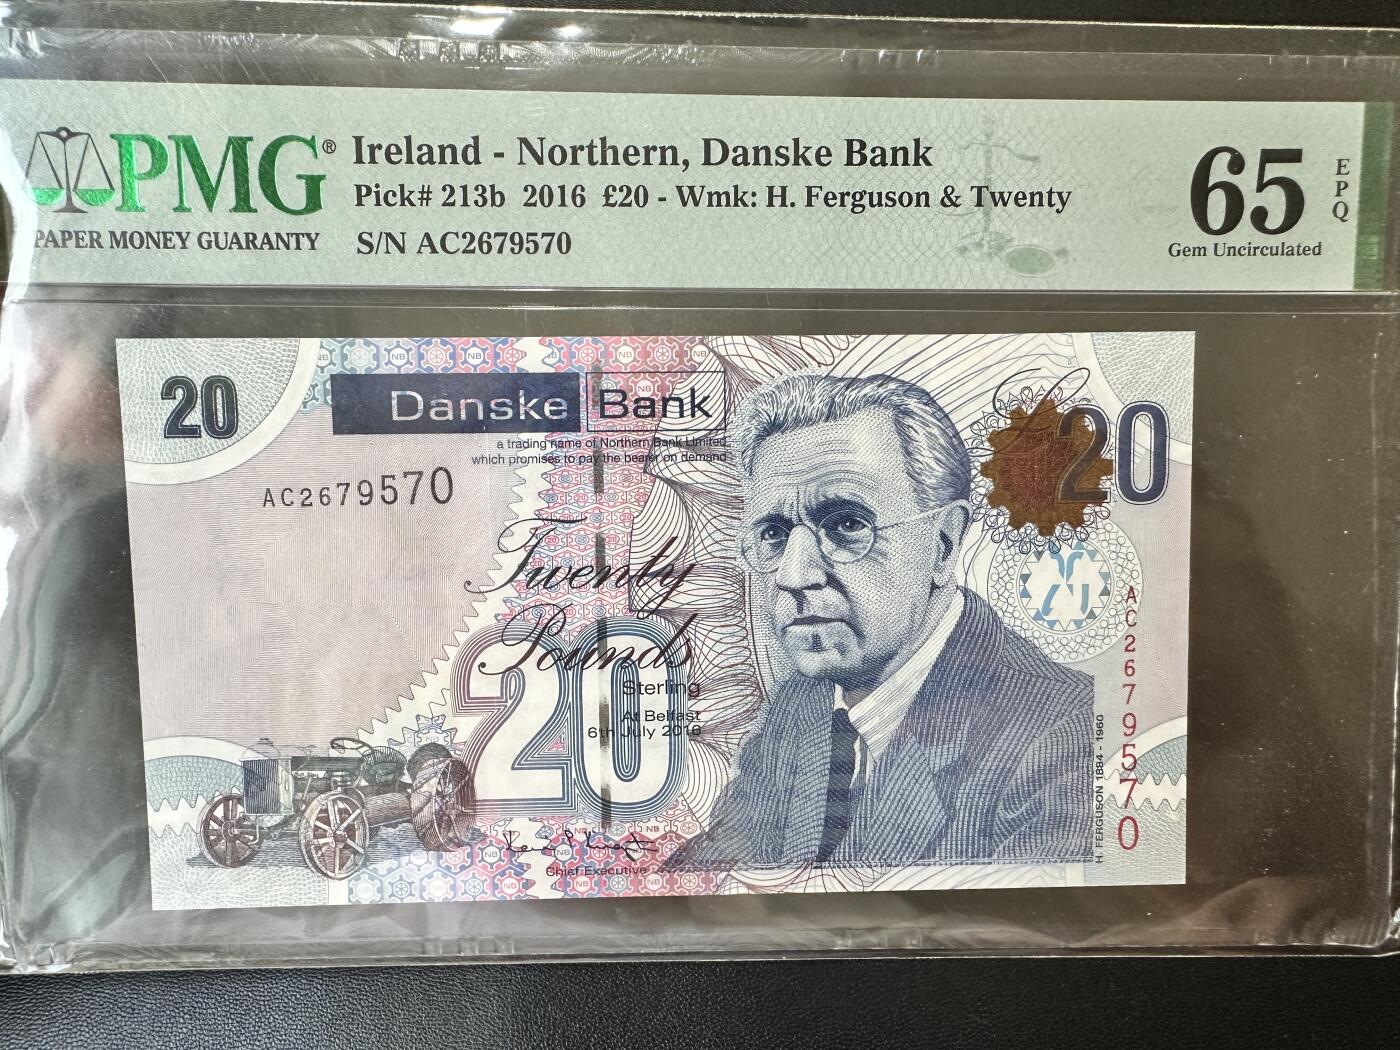 PMG®
PAPER MONEY GUARANTY
Ireland - Northern, Danske Bank
Pick# 213b 2016 £20 - Wmk: H. Ferguson & Twenty
S/N AC2679570
65
EPQ
Gem Uncirculated
20
Danske Bank
a trading name of Northern Bank Limited
which promises to pay the bearer on demand
£20
AC2679570
Twenty
Pounds
20
Sterling
At Belfast
6th July 2016
Chief Executive
AC2679570
H. FERGUSON 1884 - 1960